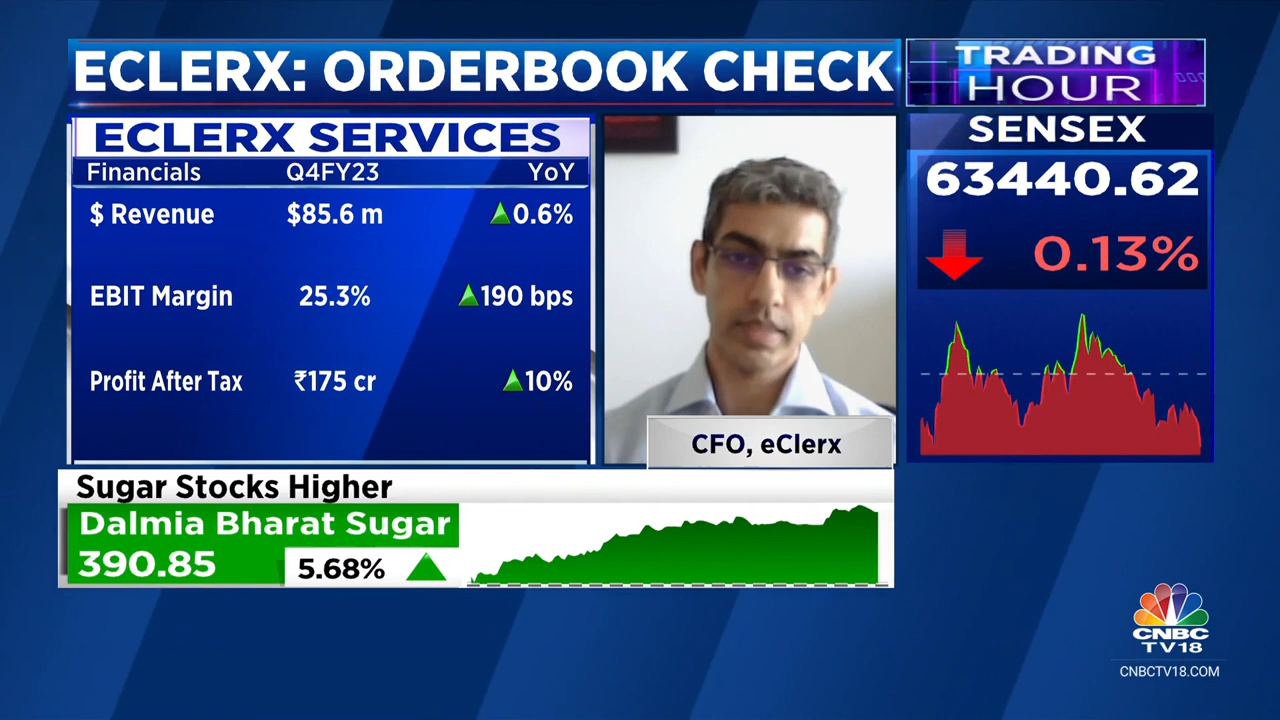 ECLERX: ORDERBOOK CHECK
TRADING
HOUR
ECLERX SERVICES
Financials Q4FY23 YoY
$ Revenue $85.6 m 0.6%
EBIT Margin 25.3% 190 bps
Profit After Tax ₹175 cr 10%
CFO, eClerx
SENSEX
63440.62
0.13%
Sugar Stocks Higher
Dalmia Bharat Sugar
390.85 5.68%
CNBC
TV18
CNBCTV18.COM